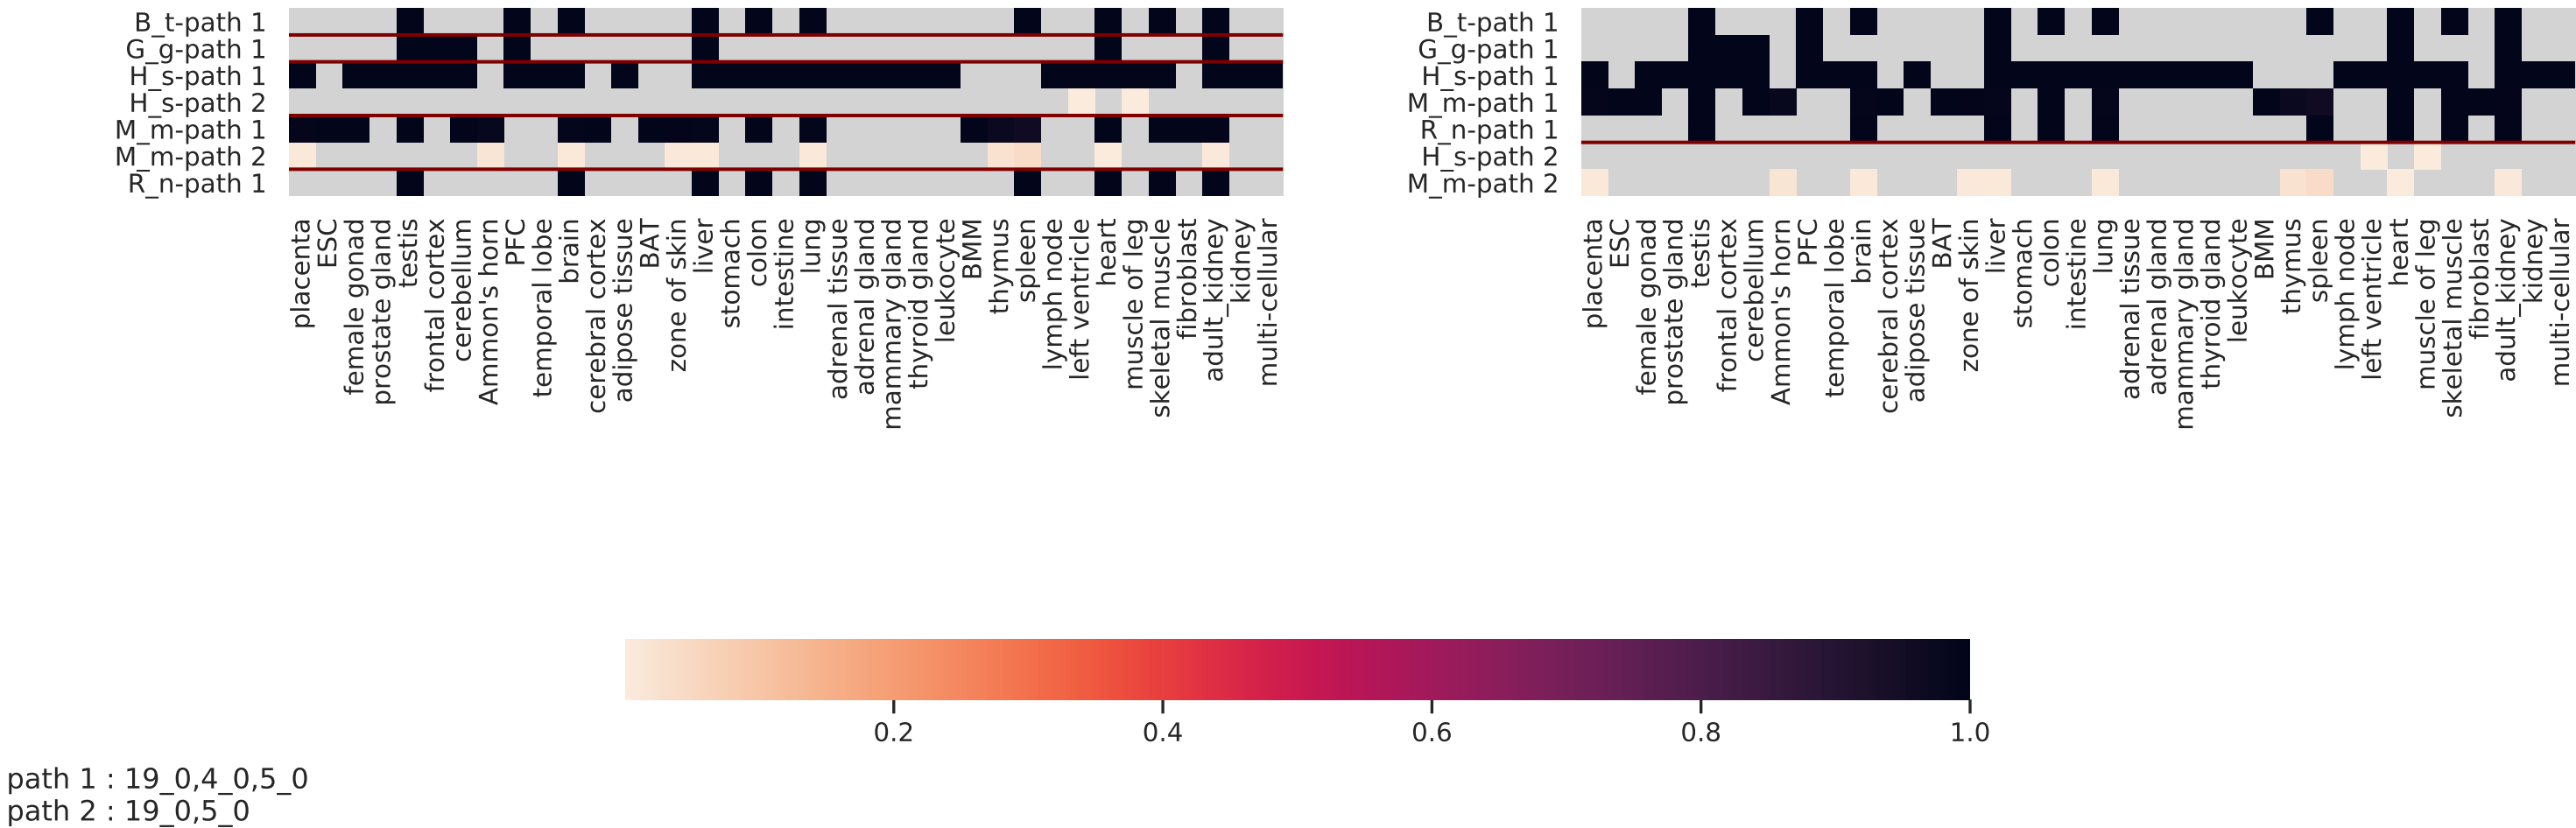 B_t-path 1
G_g-path 1
H_s-path 1
H_s-path 2
M_m-path 1
M_m-path 2
R_n-path 1
placenta
ESC
female gonad
prostate gland
testis
frontal cortex
cerebellum
Ammon's horn
PFC
temporal lobe
brain
cerebral cortex
adipose tissue
BAT
zone of skin
liver
stomach
colon
intestine
lung
adrenal tissue
adrenal gland
mammary gland
thyroid gland
leukocyte
BMM
thymus
spleen
lymph node
left ventricle
heart
muscle of leg
skeletal muscle
fibroblast
adult_kidney
kidney
multi-cellular
B_t-path 1
G_g-path 1
H_s-path 1
M_m-path 1
R_n-path 1
H_s-path 2
M_m-path 2
placenta
ESC
female gonad
prostate gland
testis
frontal cortex
cerebellum
Ammon's horn
PFC
temporal lobe
brain
cerebral cortex
adipose tissue
BAT
zone of skin
liver
stomach
colon
intestine
lung
adrenal tissue
adrenal gland
mammary gland
thyroid gland
leukocyte
BMM
thymus
spleen
lymph node
left ventricle
heart
muscle of leg
skeletal muscle
fibroblast
adult_kidney
kidney
multi-cellular
0.2 0.4 0.6 0.8 1.0
path 1 : 19_0,4_0,5_0
path 2 : 19_0,5_0